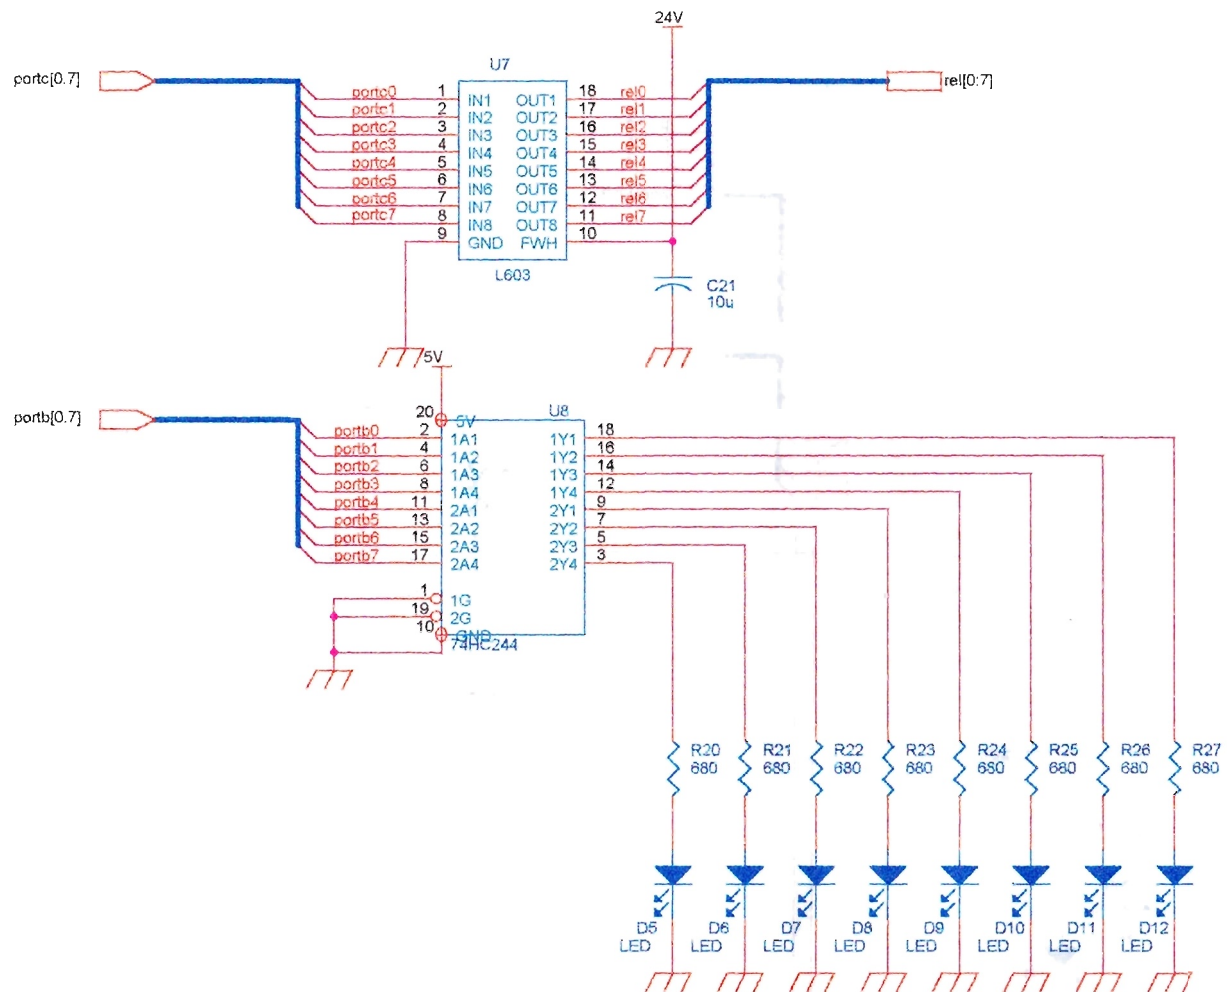 24V
portc[0.7]
U7
rel[0:7]
portc0 1 IN1 OUT1 18 rel0
portc1 2 IN2 OUT2 17 rel1
portc2 3 IN3 OUT3 16 rel2
portc3 4 IN4 OUT4 15 rel3
portc4 5 IN5 OUT5 14 rel4
portc5 6 IN6 OUT6 13 rel5
portc6 7 IN7 OUT7 12 rel6
portc7 8 IN8 OUT8 11 rel7
9 GND FWH 10
L603
C21
10u
5V
portb[0.7]
U8
20 5V
portb0 2 1A1 1Y1 18
portb1 4 1A2 1Y2 16
portb2 6 1A3 1Y3 14
portb3 8 1A4 1Y4 12
portb4 11 2A1 2Y1 9
portb5 13 2A2 2Y2 7
portb6 15 2A3 2Y3 5
portb7 17 2A4 2Y4 3
1 1G
19 2G
10 GND
74HC244
R20 R21 R22 R23 R24 R25 R26 R27
680 680 680 680 680 680 680 680
D5 D6 D7 D8 D9 D10 D11 D12
LED LED LED LED LED LED LED LED